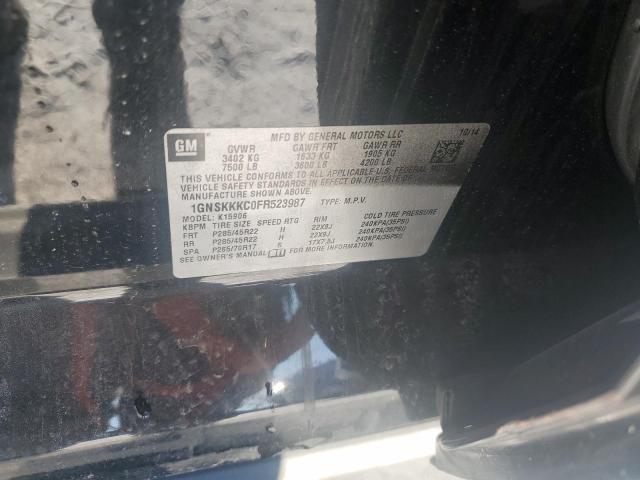 GM
MFD BY GENERAL MOTORS LLC 10/14
GVWR GAWR FRT GAWR RR
3402 KG 1633 KG 1905 KG
7500 LB 3600 LB 4200 LB
THIS VEHICLE CONFORMS TO ALL APPLICABLE U.S. FEDERAL MOTOR
VEHICLE SAFETY STANDARDS IN EFFECT ON THE DATE OF
MANUFACTURE SHOWN ABOVE.
1GNSKKKC0FR523987 TYPE: M.P.V.
MODEL: K15906
KBPM TIRE SIZE SPEED RTG RIM COLD TIRE PRESSURE
FRT P285/45R22 H 22X9J 240KPA(35PSI)
RR P285/45R22 H 22X9J 240KPA(35PSI)
SPA P265/70R17 S 17X7.5J 240KPA(35PSI)
SEE OWNER'S MANUAL